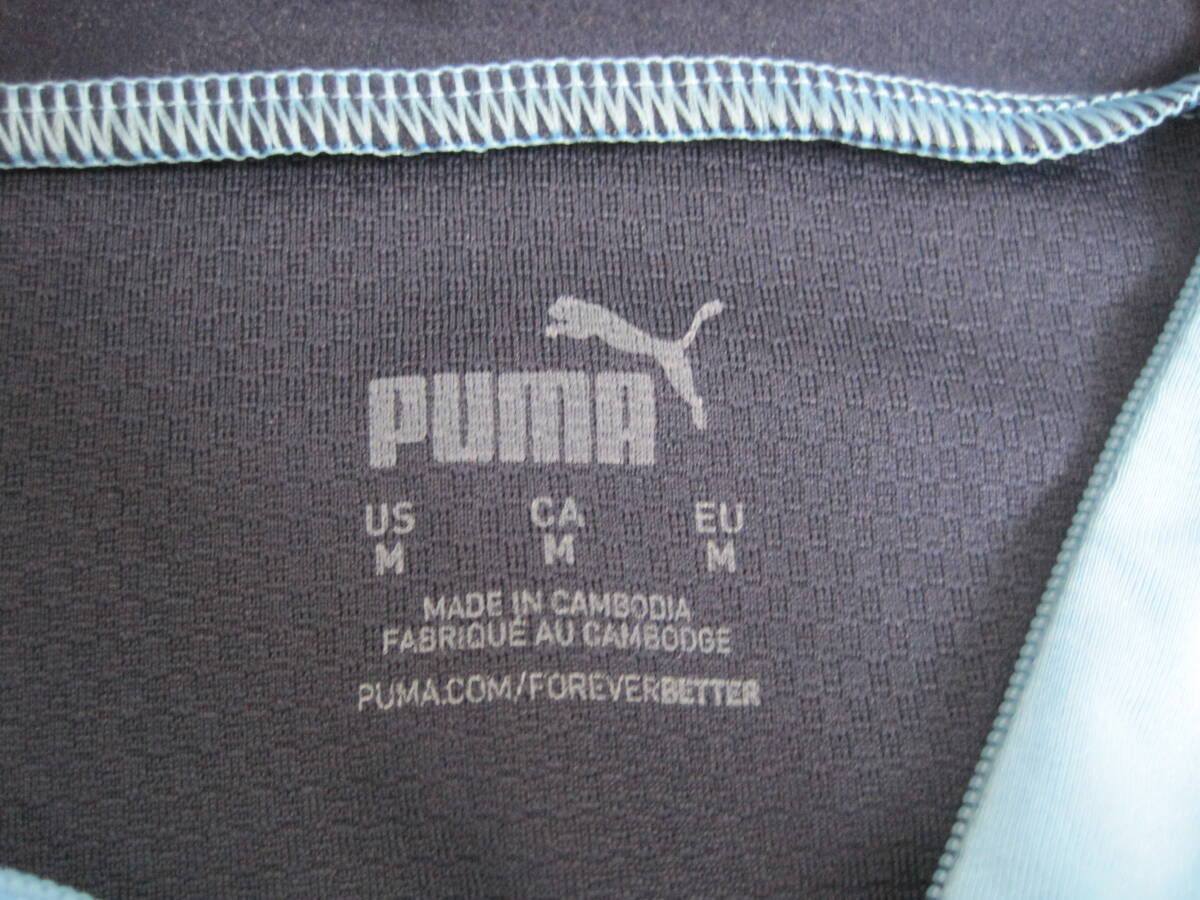 PUMA
US CA EU
M M M
MADE IN CAMBODIA
FABRIQUÉ AU CAMBODGE
PUMA.COM/FOREVERBETTER